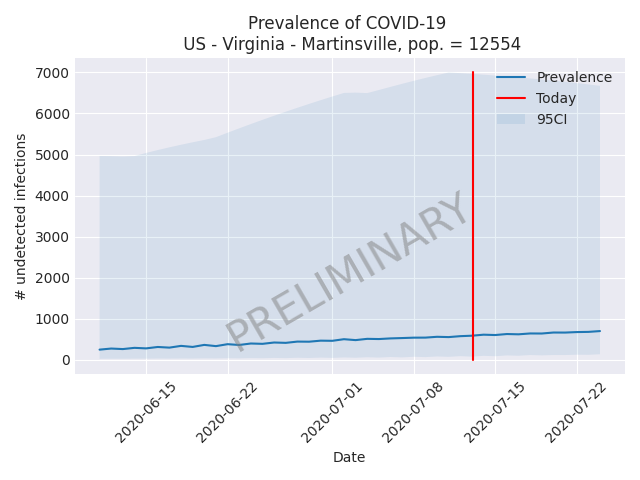 Prevalence of COVID-19
US - Virginia - Martinsville, pop. = 12554
7000
6000
5000
4000
3000
2000
1000
0
# undetected infections
Prevalence
Today
95CI
PRELIMINARY
2020-06-15
2020-06-22
2020-07-01
2020-07-08
2020-07-15
2020-07-22
Date